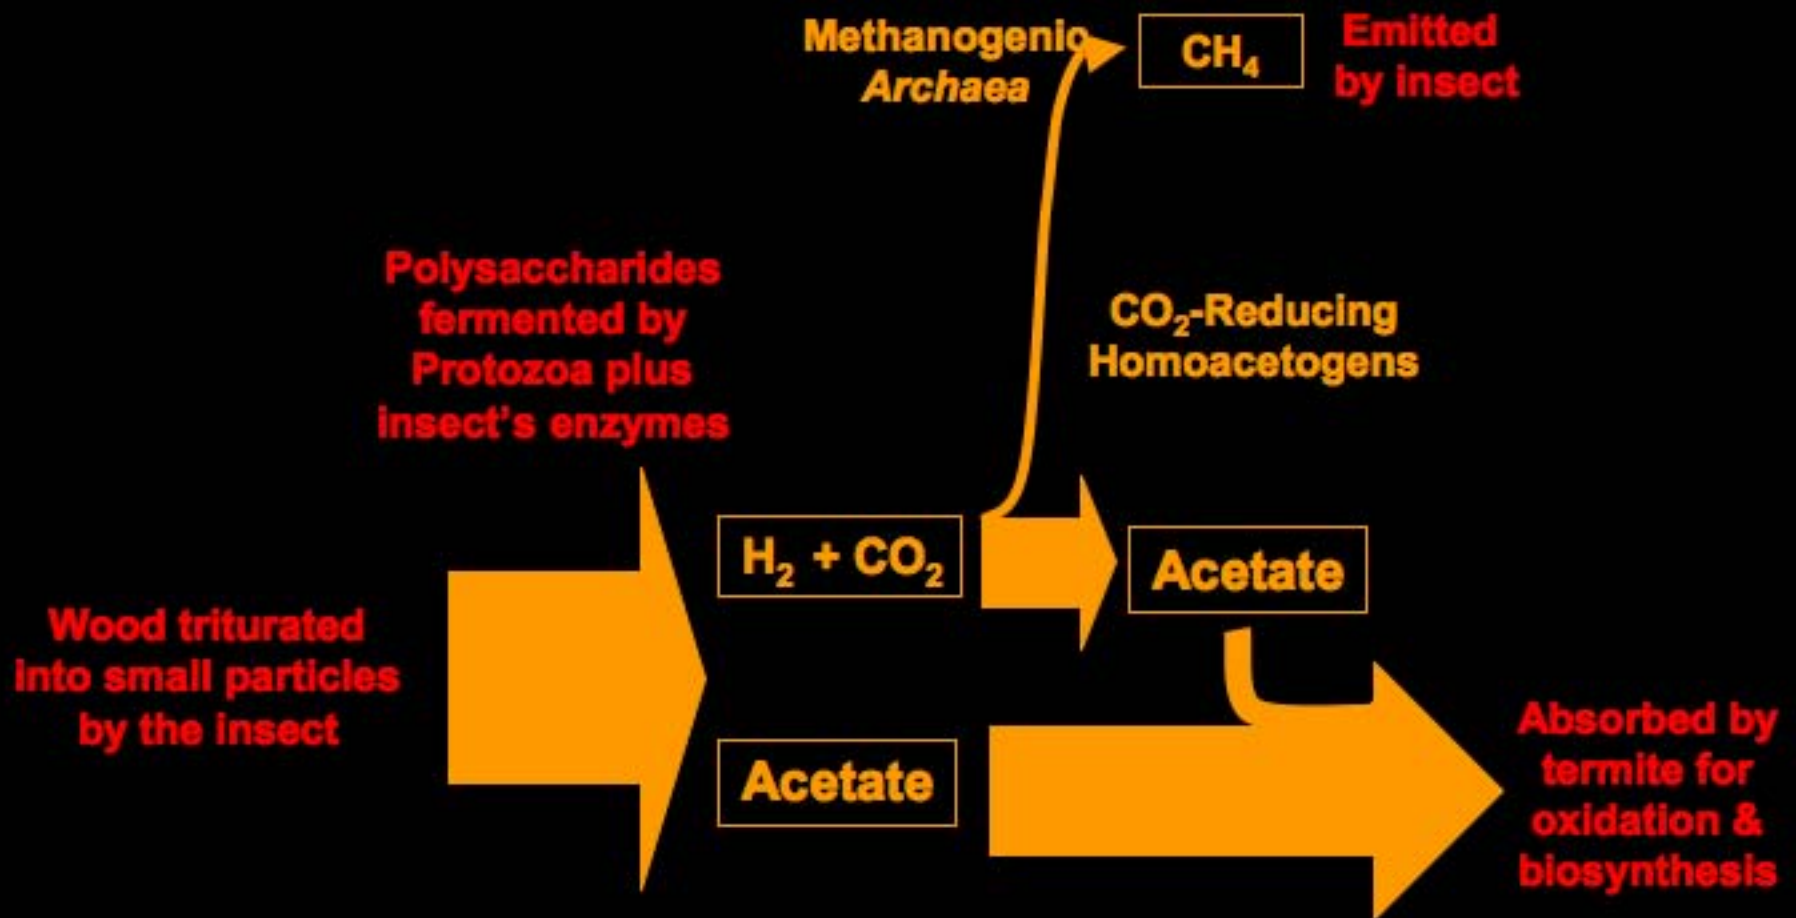 Methanogenic
Archaea
CH₄
Emitted
by insect
Polysaccharides
fermented by
Protozoa plus
insect's enzymes
CO₂-Reducing
Homoacetogens
H₂ + CO₂
Acetate
Wood triturated
into small particles
by the insect
Acetate
Absorbed by
termite for
oxidation &
biosynthesis